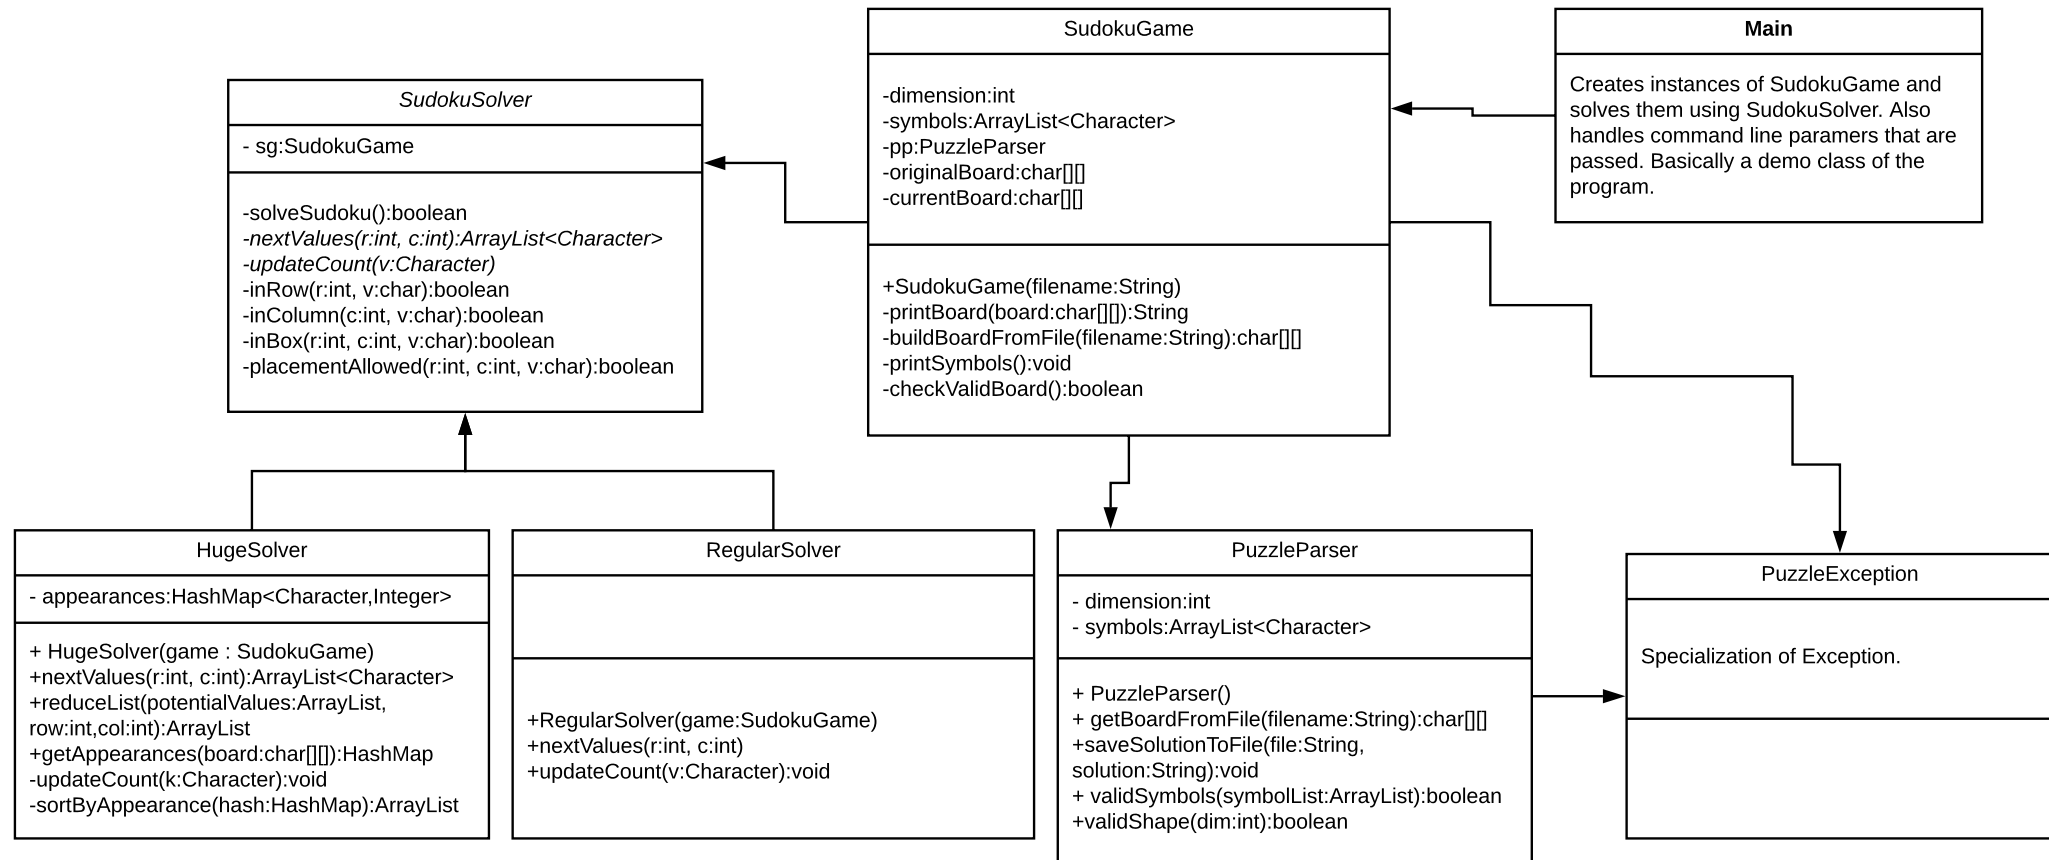 SudokuSolver
- sg:SudokuGame
-solveSudoku():boolean
-nextValues(r:int, c:int):ArrayList<Character>
-updateCount(v:Character)
-inRow(r:int, v:char):boolean
-inColumn(c:int, v:char):boolean
-inBox(r:int, c:int, v:char):boolean
-placementAllowed(r:int, c:int, v:char):boolean
SudokuGame
-dimension:int
-symbols:ArrayList<Character>
-pp:PuzzleParser
-originalBoard:char[][]
-currentBoard:char[][]
+SudokuGame(filename:String)
-printBoard(board:char[][]):String
-buildBoardFromFile(filename:String):char[][]
-printSymbols():void
-checkValidBoard():boolean
Main
Creates instances of SudokuGame and
solves them using SudokuSolver. Also
handles command line paramers that are
passed. Basically a demo class of the
program.
HugeSolver
- appearances:HashMap<Character,Integer>
+ HugeSolver(game : SudokuGame)
+nextValues(r:int, c:int):ArrayList<Character>
+reduceList(potentialValues:ArrayList,
row:int,col:int):ArrayList
+getAppearances(board:char[][]):HashMap
-updateCount(k:Character):void
-sortByAppearance(hash:HashMap):ArrayList
RegularSolver
+RegularSolver(game:SudokuGame)
+nextValues(r:int, c:int)
+updateCount(v:Character):void
PuzzleParser
- dimension:int
- symbols:ArrayList<Character>
+ PuzzleParser()
+ getBoardFromFile(filename:String):char[][]
+saveSolutionToFile(file:String,
solution:String):void
+ validSymbols(symbolList:ArrayList):boolean
+validShape(dim:int):boolean
PuzzleException
Specialization of Exception.